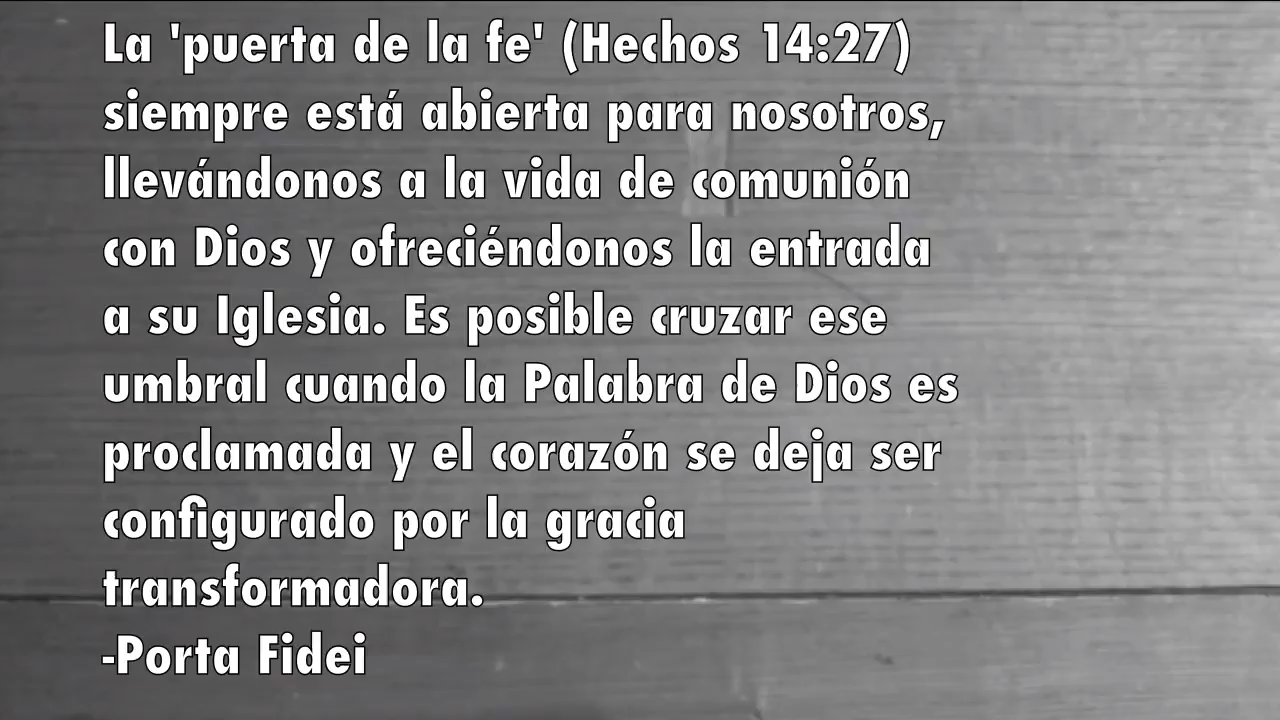 La 'puerta de la fe' (Hechos 14:27)
siempre está abierta para nosotros,
llevándonos a la vida de comunión
con Dios y ofreciéndonos la entrada
a su Iglesia. Es posible cruzar ese
umbral cuando la Palabra de Dios es
proclamada y el corazón se deja ser
configurado por la gracia
transformadora.
-Porta Fidei